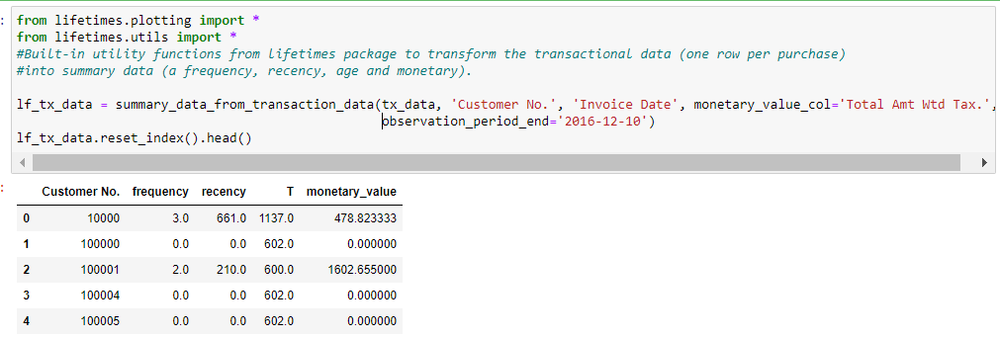 : from lifetimes.plotting import *
from lifetimes.utils import *
#Built-in utility functions from lifetimes package to transform the transactional data (one row per purchase)
#into summary data (a frequency, recency, age and monetary).
lf_tx_data = summary_data_from_transaction_data(tx_data, 'Customer No.', 'Invoice Date', monetary_value_col='Total Amt Wtd Tax.',
observation_period_end='2016-12-10')
lf_tx_data.reset_index().head()
:
Customer No. frequency recency T monetary_value
0 10000 3.0 661.0 1137.0 478.823333
1 100000 0.0 0.0 602.0 0.000000
2 100001 2.0 210.0 600.0 1602.655000
3 100004 0.0 0.0 602.0 0.000000
4 100005 0.0 0.0 602.0 0.000000